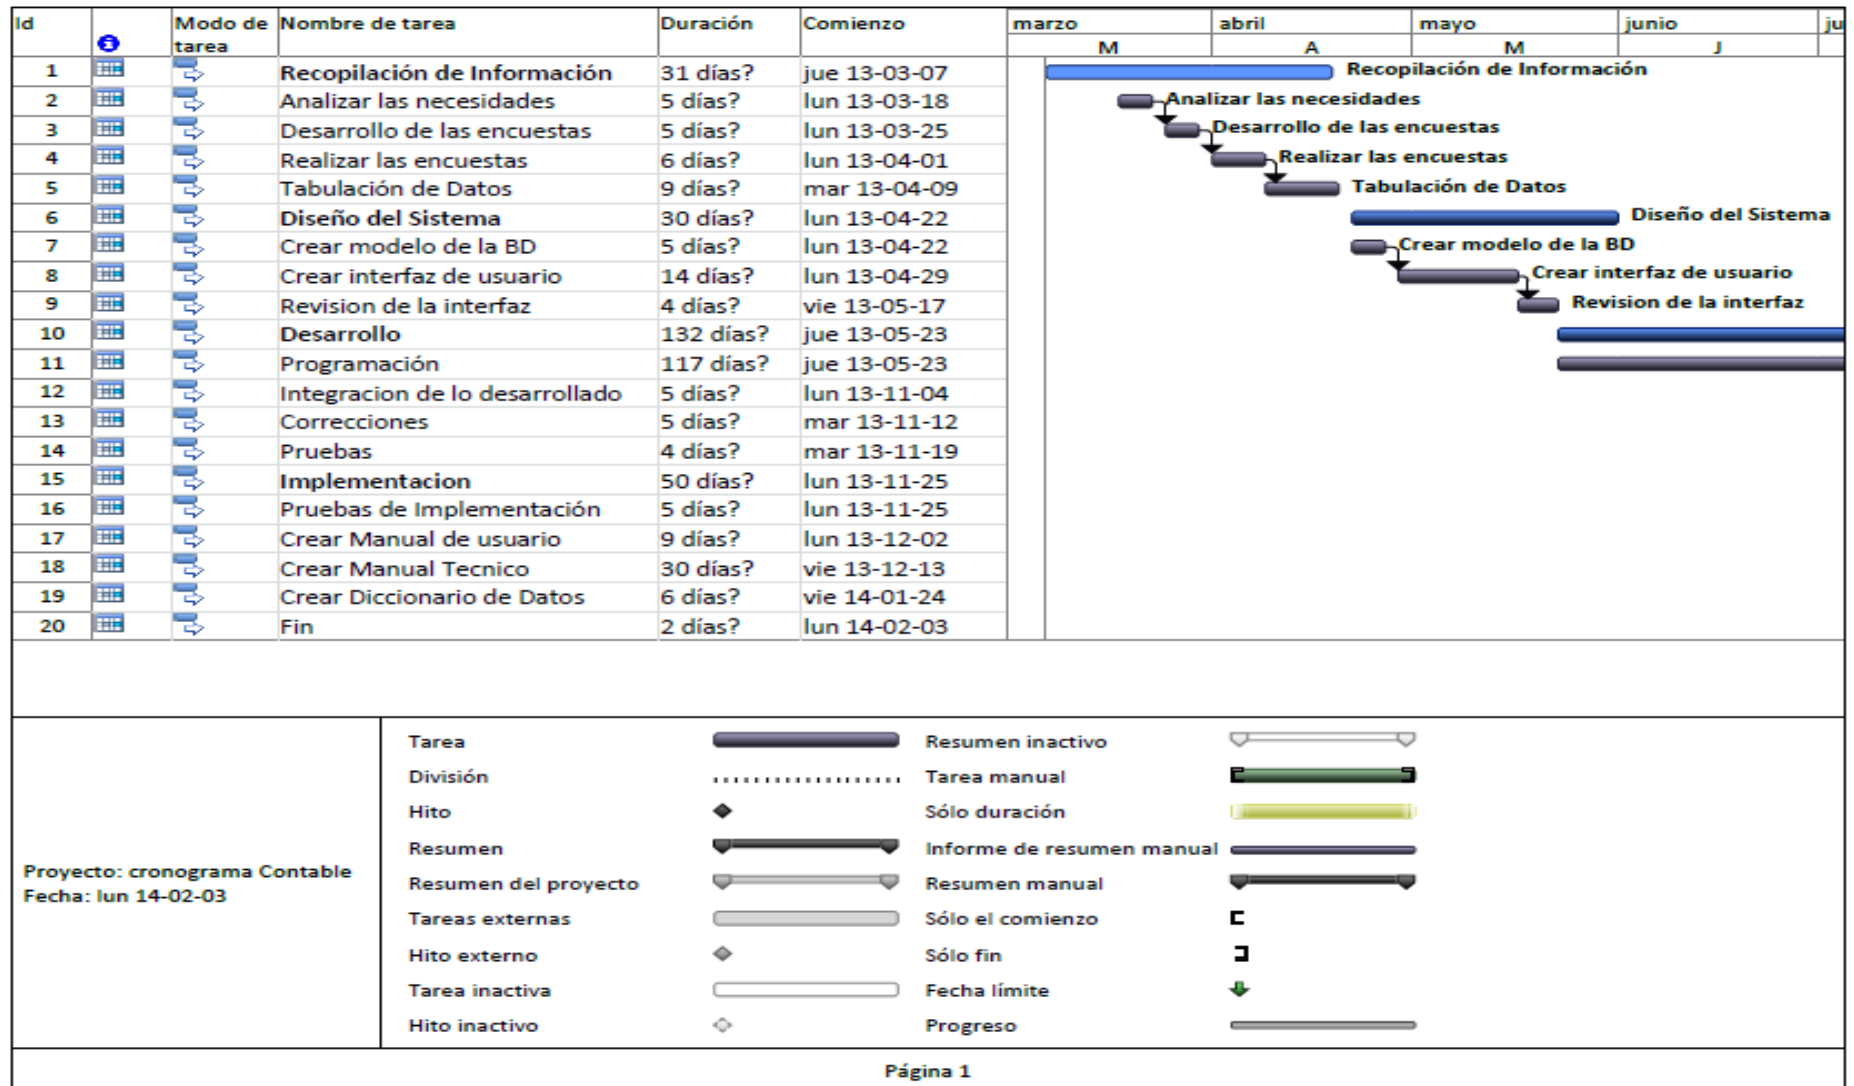 Id Modo de tarea Nombre de tarea Duración Comienzo marzo abril mayo junio ju
M A M J
1 Recopilación de Información 31 días? jue 13-03-07 Recopilación de Información
2 Analizar las necesidades 5 días? lun 13-03-18 Analizar las necesidades
3 Desarrollo de las encuestas 5 días? lun 13-03-25 Desarrollo de las encuestas
4 Realizar las encuestas 6 días? lun 13-04-01 Realizar las encuestas
5 Tabulación de Datos 9 días? mar 13-04-09 Tabulación de Datos
6 Diseño del Sistema 30 días? lun 13-04-22 Diseño del Sistema
7 Crear modelo de la BD 5 días? lun 13-04-22 Crear modelo de la BD
8 Crear interfaz de usuario 14 días? lun 13-04-29 Crear interfaz de usuario
9 Revision de la interfaz 4 días? vie 13-05-17 Revision de la interfaz
10 Desarrollo 132 días? jue 13-05-23
11 Programación 117 días? jue 13-05-23
12 Integracion de lo desarrollado 5 días? lun 13-11-04
13 Correcciones 5 días? mar 13-11-12
14 Pruebas 4 días? mar 13-11-19
15 Implementacion 50 días? lun 13-11-25
16 Pruebas de Implementación 5 días? lun 13-11-25
17 Crear Manual de usuario 9 días? lun 13-12-02
18 Crear Manual Tecnico 30 días? vie 13-12-13
19 Crear Diccionario de Datos 6 días? vie 14-01-24
20 Fin 2 días? lun 14-02-03
Proyecto: cronograma Contable
Fecha: lun 14-02-03
Tarea
División
Hito
Resumen
Resumen del proyecto
Tareas externas
Hito externo
Tarea inactiva
Hito inactivo
Resumen inactivo
Tarea manual
Sólo duración
Informe de resumen manual
Resumen manual
Sólo el comienzo
Sólo fin
Fecha límite
Progreso
Página 1